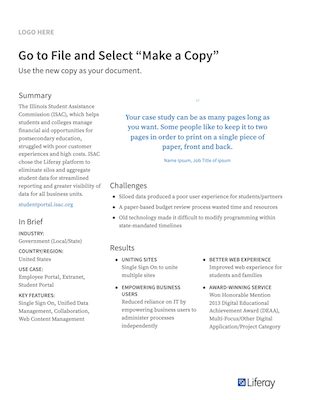 LOGO HERE
Go to File and Select “Make a Copy”
Use the new copy as your document.
Summary
The Illinois Student Assistance
Commission (ISAC), which helps
students and colleges manage
financial aid opportunities for
postsecondary education,
struggled with poor customer
experiences and high costs. ISAC
chose the Liferay platform to
eliminate silos and aggregate
student data for streamlined
reporting and greater visibility of
data for all business units.
studentportal.isac.org
In Brief
INDUSTRY:
Government (Local/State)
COUNTRY/REGION:
United States
USE CASE:
Employee Portal, Extranet,
Student Portal
KEY FEATURES:
Single Sign On, Unified Data
Management, Collaboration,
Web Content Management
“
Your case study can be as many pages long as
you want. Some people like to keep it to two
pages in order to print on a single piece of
paper, front and back.
Name Ipsum, Job Title of Ipsum
Challenges
• Siloed data produced a poor user experience for students/partners
• A paper-based budget review process wasted time and resources
• Old technology made it difficult to modify programming within
state-mandated timelines
Results
• UNITING SITES
Single Sign On to unite
multiple sites
• EMPOWERING BUSINESS
USERS
Reduced reliance on IT by
empowering business users to
administer processes
independently
• BETTER WEB EXPERIENCE
Improved web experience for
students and families
• AWARD-WINNING SERVICE
Won Honorable Mention
2013 Digital Educational
Achievement Award (DEAA),
Multi-Focus/Other Digital
Application/Project Category
Liferay